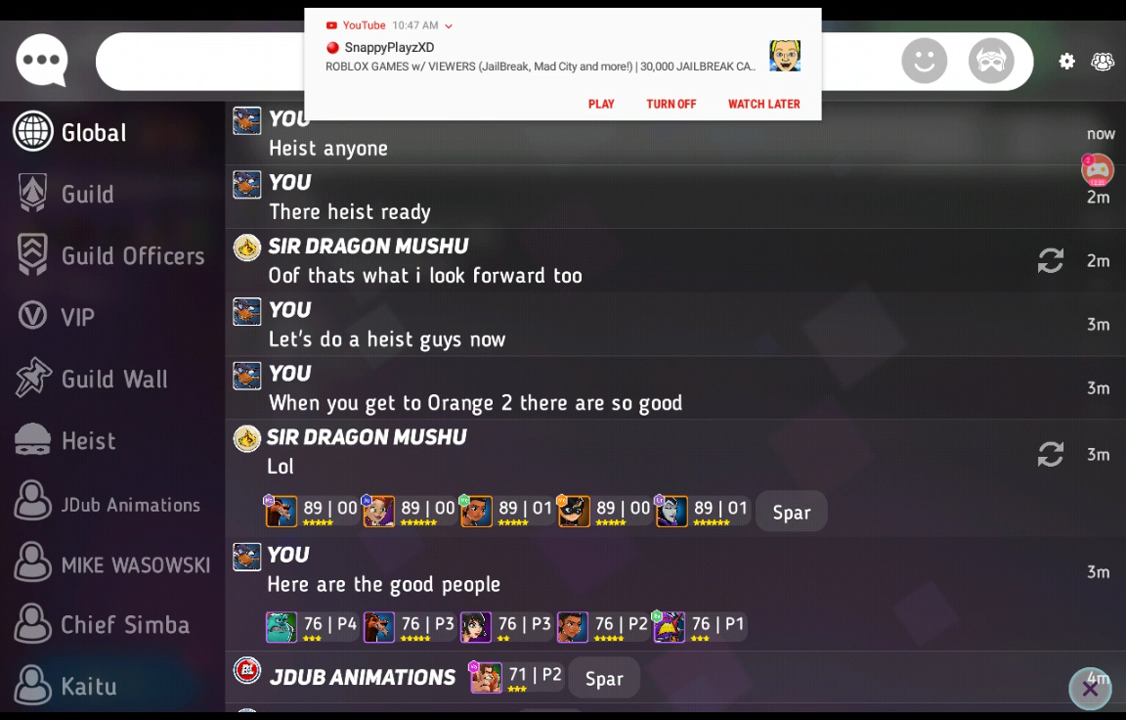 YouTube 10:47 AM
SnappyPlayzXD
ROBLOX GAMES w/ VIEWERS (JailBreak, Mad City and more!) | 30,000 JAILBREAK CA..
PLAY TURN OFF WATCH LATER
Global
Guild
Guild Officers
VIP
Guild Wall
Heist
JDub Animations
MIKE WASOWSKI
Chief Simba
Kaitu
YOU
now
Heist anyone
2
YOU
2m
There heist ready
SIR DRAGON MUSHU
2m
Oof thats what i look forward too
YOU
3m
Let's do a heist guys now
YOU
3m
When you get to Orange 2 there are so good
SIR DRAGON MUSHU
3m
Lol
89 | 00 89 | 00 89 | 01 89 | 00 89 | 01 Spar
YOU
3m
Here are the good people
76 | P4 76 | P3 76 | P3 76 | P2 76 | P1
JDUB ANIMATIONS 71 | P2 Spar
4m